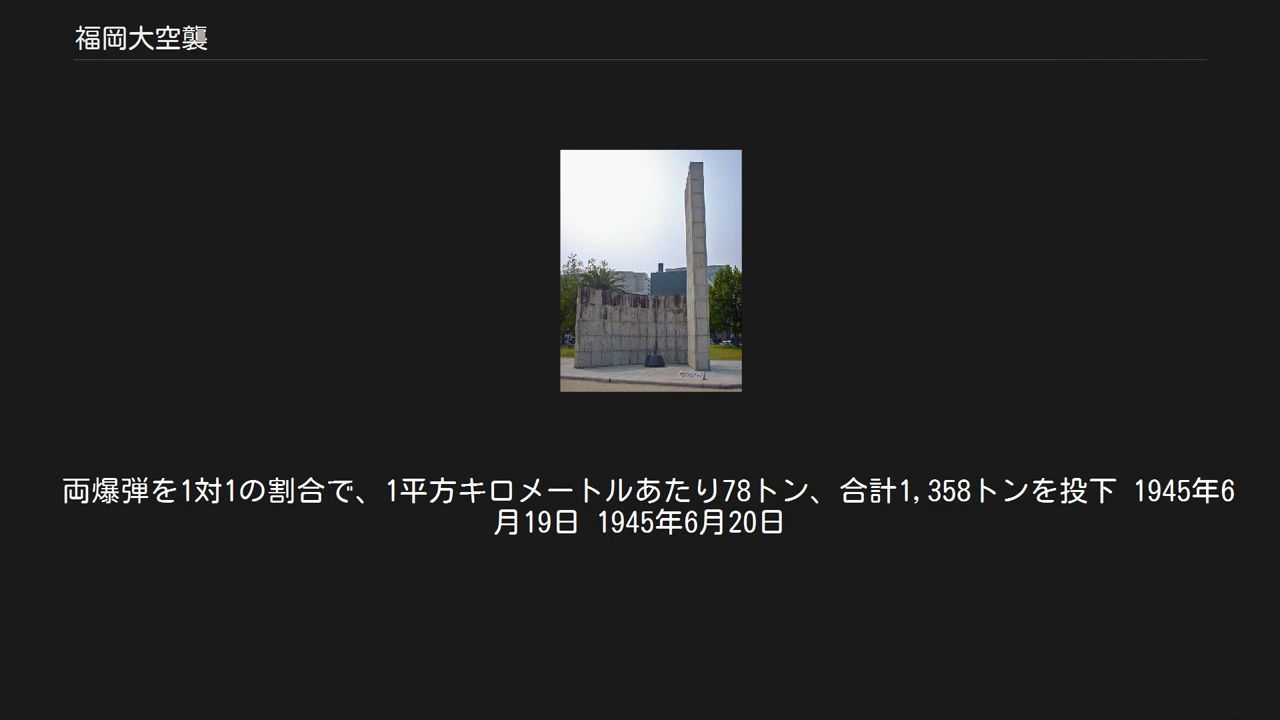 福岡大空襲
両爆弾を1対1の割合で、1平方キロメートルあたり78トン、合計1,358トンを投下 1945年6
月19日 1945年6月20日